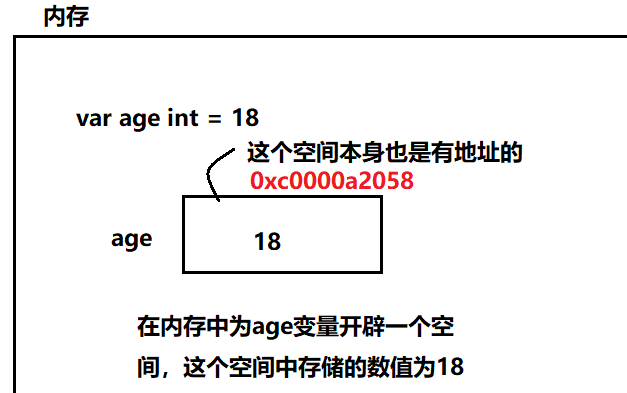 内存
var age int = 18
这个空间本身也是有地址的
0xc0000a2058
age
18
在内存中为age变量开辟一个空
间，这个空间中存储的数值为18